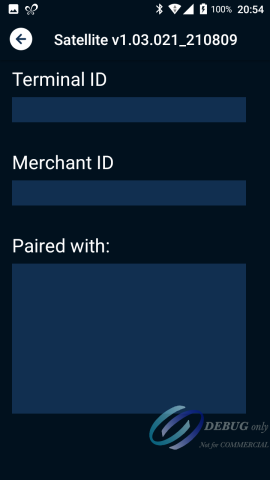 100% 20:54
Satellite v1.03.021_210809
Terminal ID
Merchant ID
Paired with:
DEBUG only
Not for COMMERCIAL